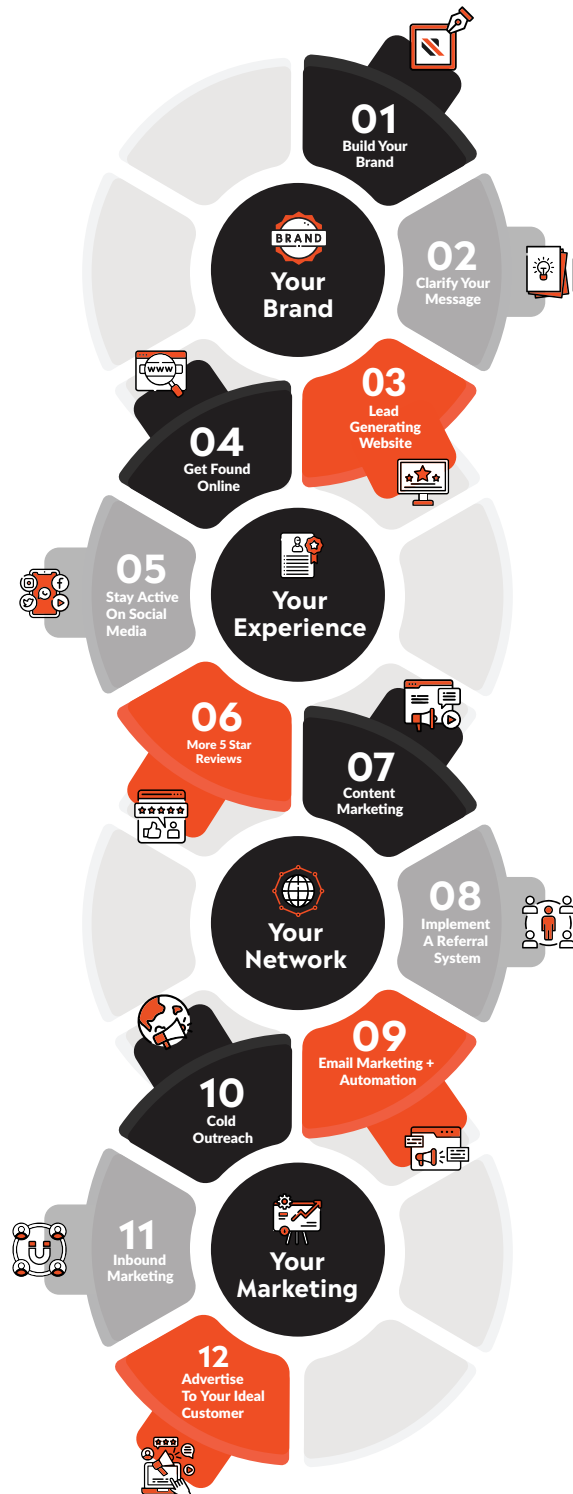 01
Build Your
Brand
BRAND
Your
Brand
02
Clarify Your
Message
03
Lead
Generating
Website
www
04
Get Found
Online
Your
Experience
05
Stay Active
On Social
Media
06
More 5 Star
Reviews
07
Content
Marketing
Your
Network
08
Implement
A Referral
System
09
Email Marketing +
Automation
10
Cold
Outreach
Your
Marketing
11
Inbound
Marketing
12
Advertise
To Your Ideal
Customer